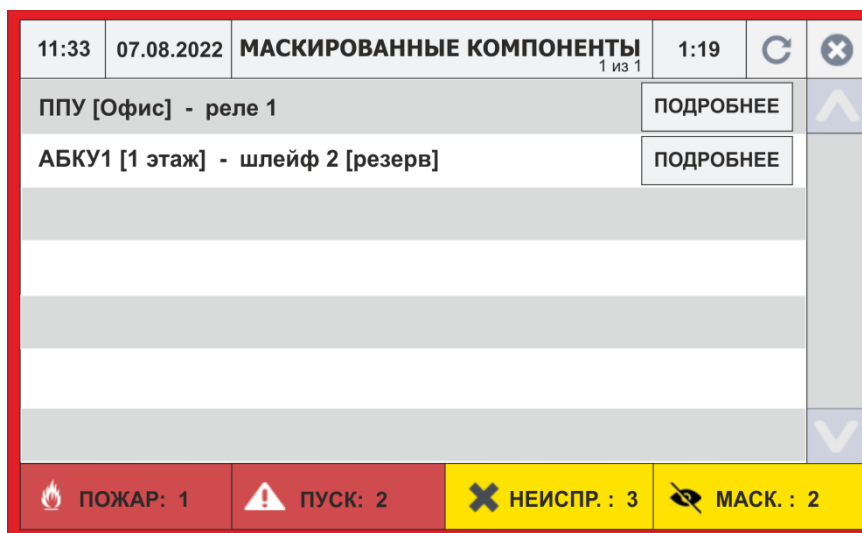 11:33 07.08.2022 МАСКИРОВАННЫЕ КОМПОНЕНТЫ 1:19
1 из 1
ППУ [Офис] - реле 1 ПОДРОБНЕЕ
АБКУ1 [1 этаж] - шлейф 2 [резерв] ПОДРОБНЕЕ
ПОЖАР: 1 ПУСК: 2 НЕИСПР. : 3 МАСК. : 2